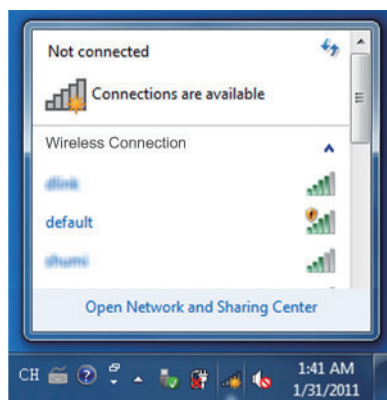 Not connected
Connections are available
Wireless Connection
default
Open Network and Sharing Center
CH
1:41 AM
1/31/2011